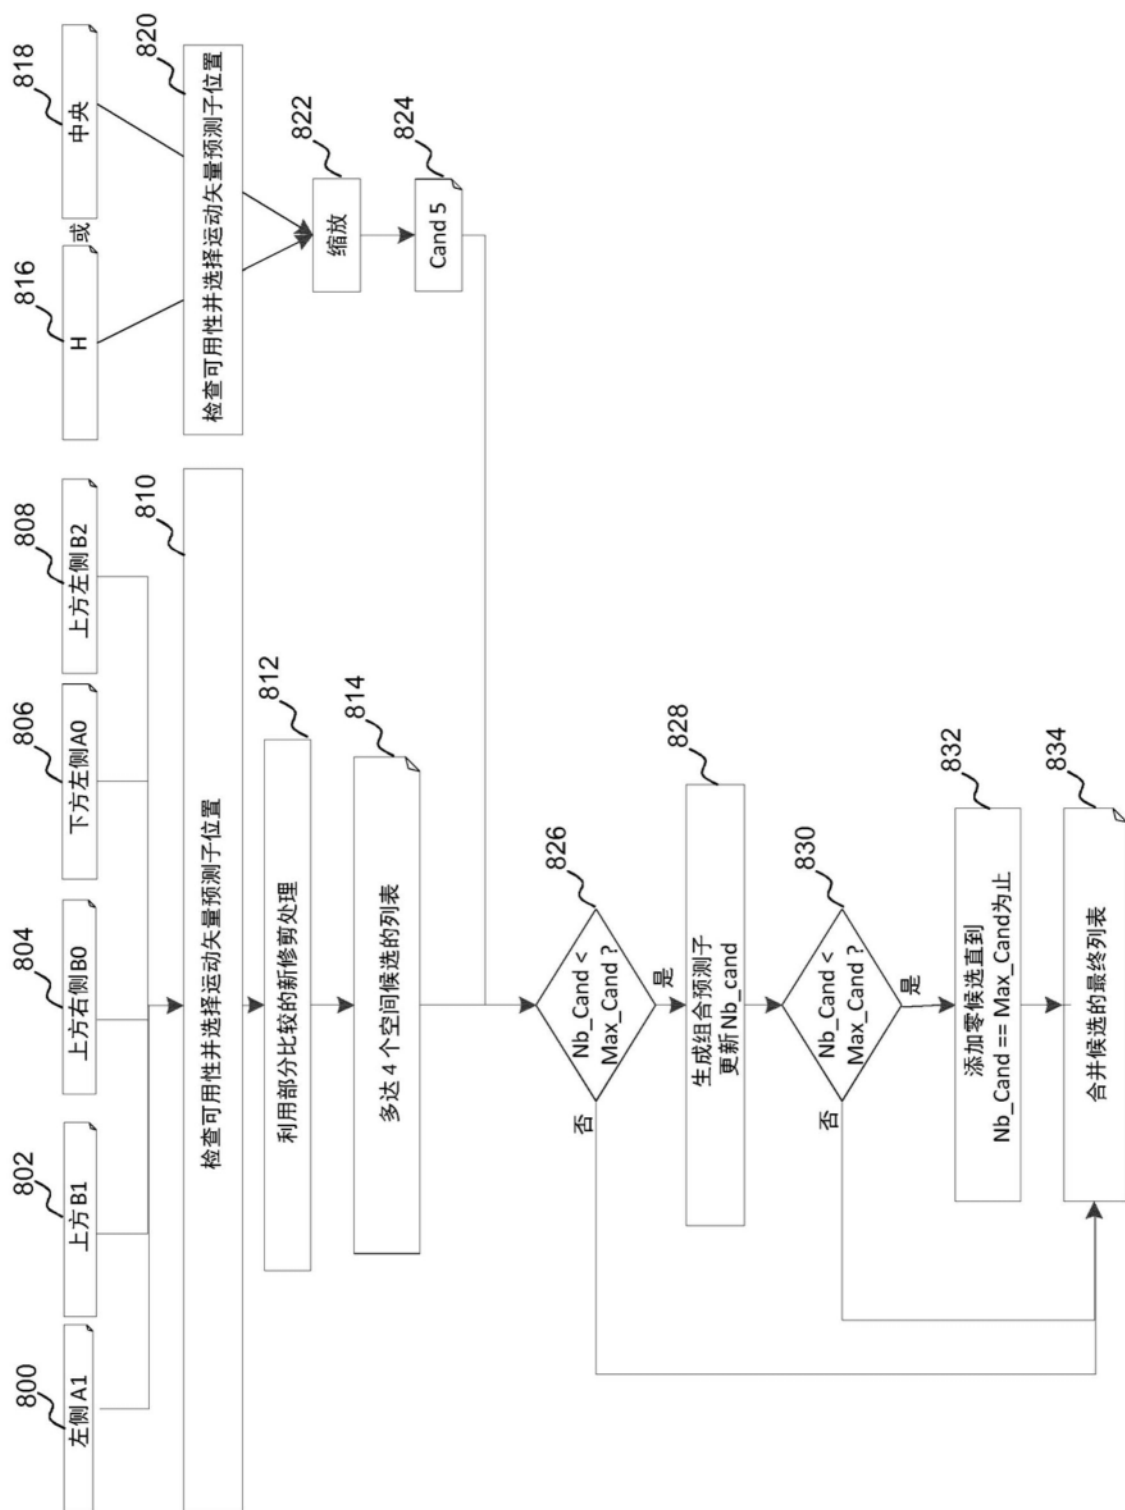 800
左侧 A1
802
上方 B1
804
上方右侧 B0
806
下方左侧 A0
808
上方左侧 B2
816
H
或
818
中央
810
检查可用性并选择运动矢量预测子位置
820
检查可用性并选择运动矢量预测子位置
812
利用部分比较的新修剪处理
822
缩放
814
多达 4 个空间候选的列表
824
Cand 5
826
Nb_Cand <
Max_Cand ?
否
是
828
生成组合预测子
更新Nb_cand
830
Nb_Cand <
Max_Cand ?
否
是
832
添加零候选直到
Nb_Cand == Max_Cand为止
834
合并候选的最终列表